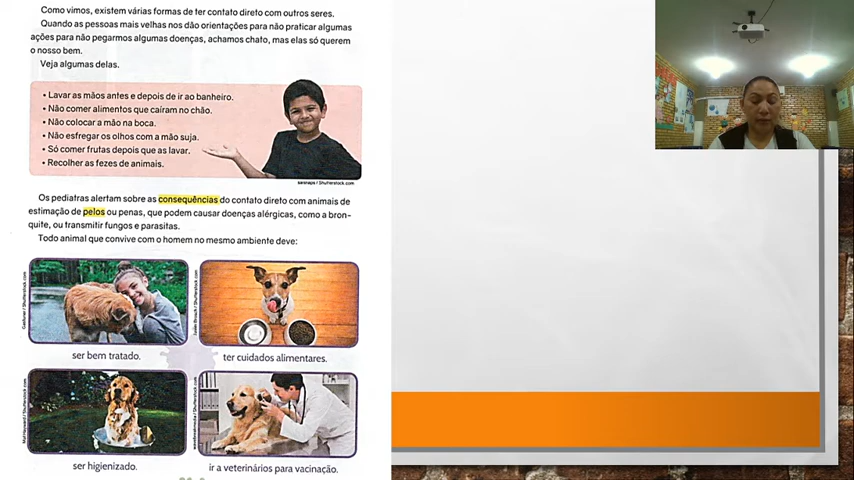 Como vimos, existem várias formas de ter contato direto com outros seres.
Quando as pessoas mais velhas nos dão orientações para não praticar algumas
ações para não pegarmos algumas doenças, achamos chato, mas elas só querem
o nosso bem.
Veja algumas delas.
• Lavar as mãos antes e depois de ir ao banheiro.
• Não comer alimentos que caíram no chão.
• Não colocar a mão na boca.
• Não esfregar os olhos com a mão suja.
• Só comer frutas depois que as lavar.
• Recolher as fezes de animais.
Os pediatras alertam sobre as consequências do contato direto com animais de
estimação de pelos ou penas, que podem causar doenças alérgicas, como a bron-
quite, ou transmitir fungos e parasitas.
Todo animal que convive com o homem no mesmo ambiente deve:
ser bem tratado.
ter cuidados alimentares.
ser higienizado.
ir a veterinários para vacinação.